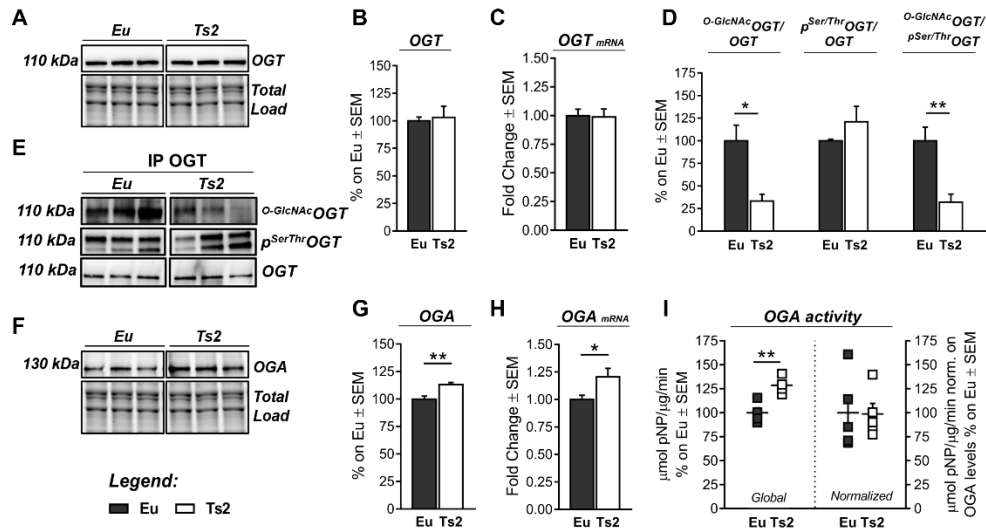 A
Eu Ts2
110 kDa
OGT
Total
Load
B
OGT
% on Eu ± SEM
150
125
100
75
50
25
0
Eu Ts2
C
OGT mRNA
Fold Change ± SEM
1.50
1.25
1.00
0.75
0.50
0.25
0.00
Eu Ts2
D
O-GlcNAcOGT/
OGT
pSer/ThrOGT/
OGT
O-GlcNAcOGT/
pSer/ThrOGT
% on Eu ± SEM
175
150
125
100
75
50
25
0
*
**
Eu Ts2
Eu Ts2
Eu Ts2
E
IP OGT
Eu Ts2
110 kDa
O-GlcNAcOGT
110 kDa
pSerThrOGT
110 kDa
OGT
F
Eu Ts2
130 kDa
OGA
Total
Load
Legend:
Eu Ts2
G
OGA
% on Eu ± SEM
150
125
100
75
50
25
0
**
Eu Ts2
H
OGA mRNA
Fold Change ± SEM
1.50
1.25
1.00
0.75
0.50
0.25
0.00
*
Eu Ts2
I
OGA activity
µmol pNP/µg/min
% on Eu ± SEM
175
150
125
100
75
50
25
0
**
Global
Normalized
Eu Ts2
Eu Ts2
175
150
125
100
75
50
25
0
µmol pNP/µg/min norm. on
OGA levels % on Eu ± SEM